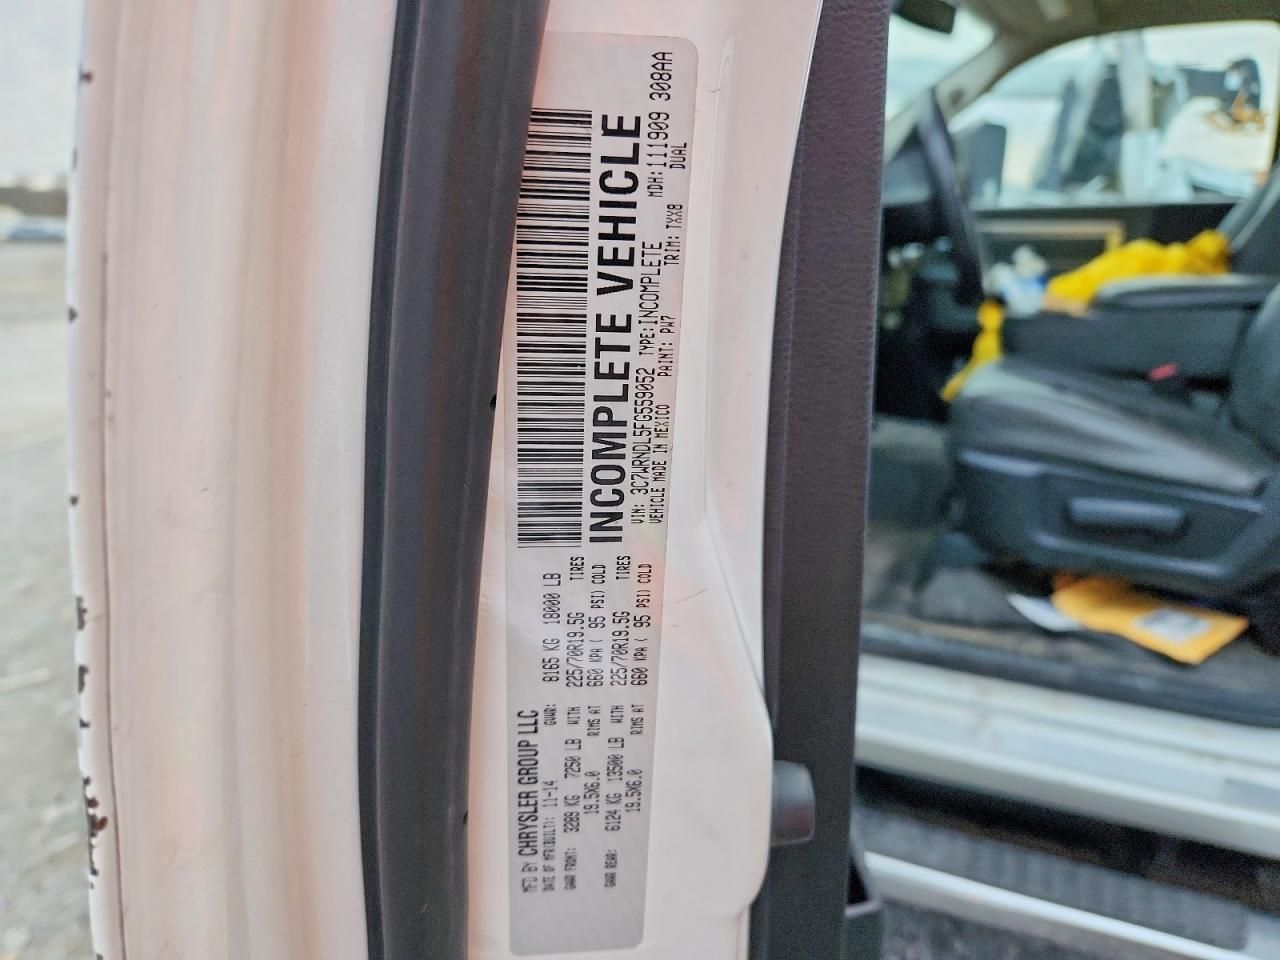 MFD BY CHRYSLER GROUP LLC
DATE OF MFR(BUILT): 11-14 GVWR: 8165 KG 18000 LB
GAWR FRONT: 3289 KG 7250 LB WITH 225/70R19.5G TIRES
19.5X6.0 RIMS AT 660 KPA ( 95 PSI) COLD
GAWR REAR: 6124 KG 13500 LB WITH 225/70R19.5G TIRES
19.5X6.0 RIMS AT 660 KPA ( 95 PSI) COLD
INCOMPLETE VEHICLE
VIN: 3C7WRNDL5FG559052 TYPE: INCOMPLETE MDH: 111909 308AA
VEHICLE MADE IN MEXICO PAINT: PW7 TRIM: TXX8 DUAL